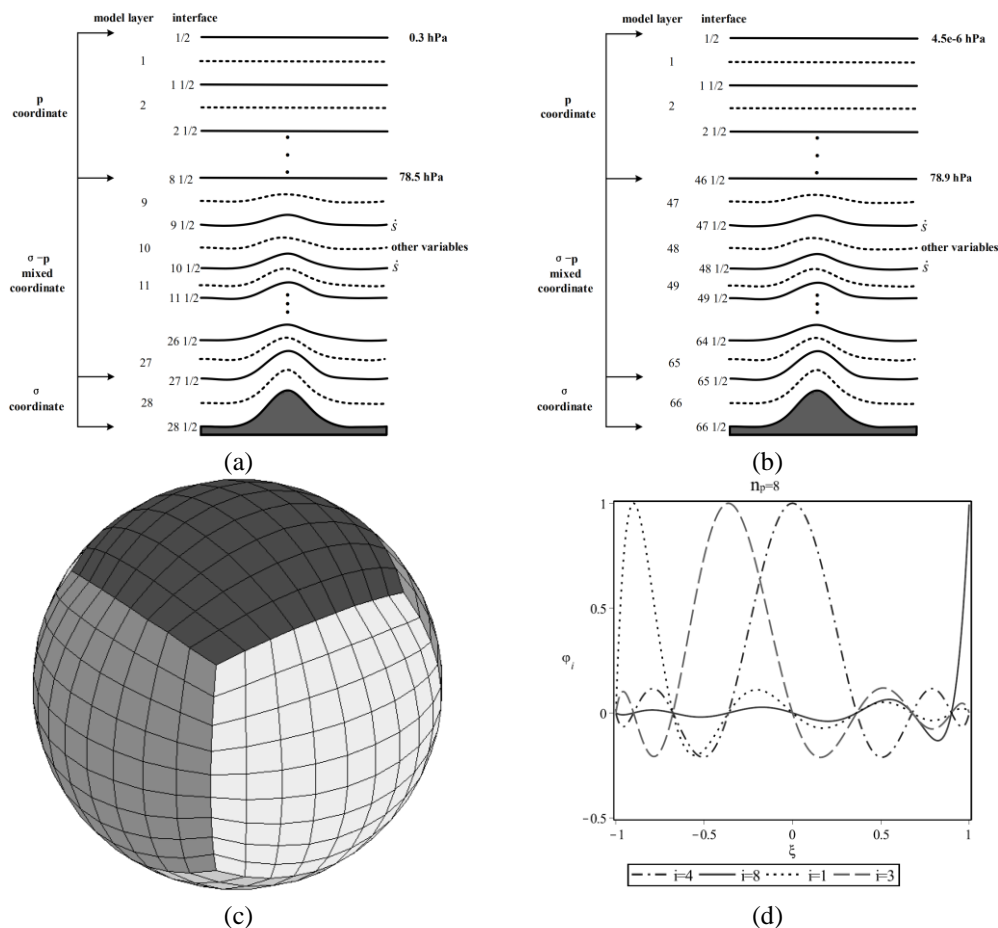 model layer interface
1/2 0.3 hPa
1
1 1/2
p
coordinate
2
2 1/2
8 1/2 78.5 hPa
9
9 1/2 ṡ
σ −p
mixed
coordinate
10 other variables
10 1/2 ṡ
11
11 1/2
26 1/2
27
27 1/2
σ
coordinate
28
28 1/2
(a)
model layer interface
1/2 4.5e-6 hPa
1
1 1/2
p
coordinate
2
2 1/2
46 1/2 78.9 hPa
47
47 1/2 ṡ
σ −p
mixed
coordinate
48 other variables
48 1/2 ṡ
49
49 1/2
64 1/2
65
65 1/2
σ
coordinate
66
66 1/2
(b)
(c)
np=8
1
0.5
φi
0
−0.5
−1 −0.5 0 0.5 1
ξ
i=4 i=8 i=1 i=3
(d)